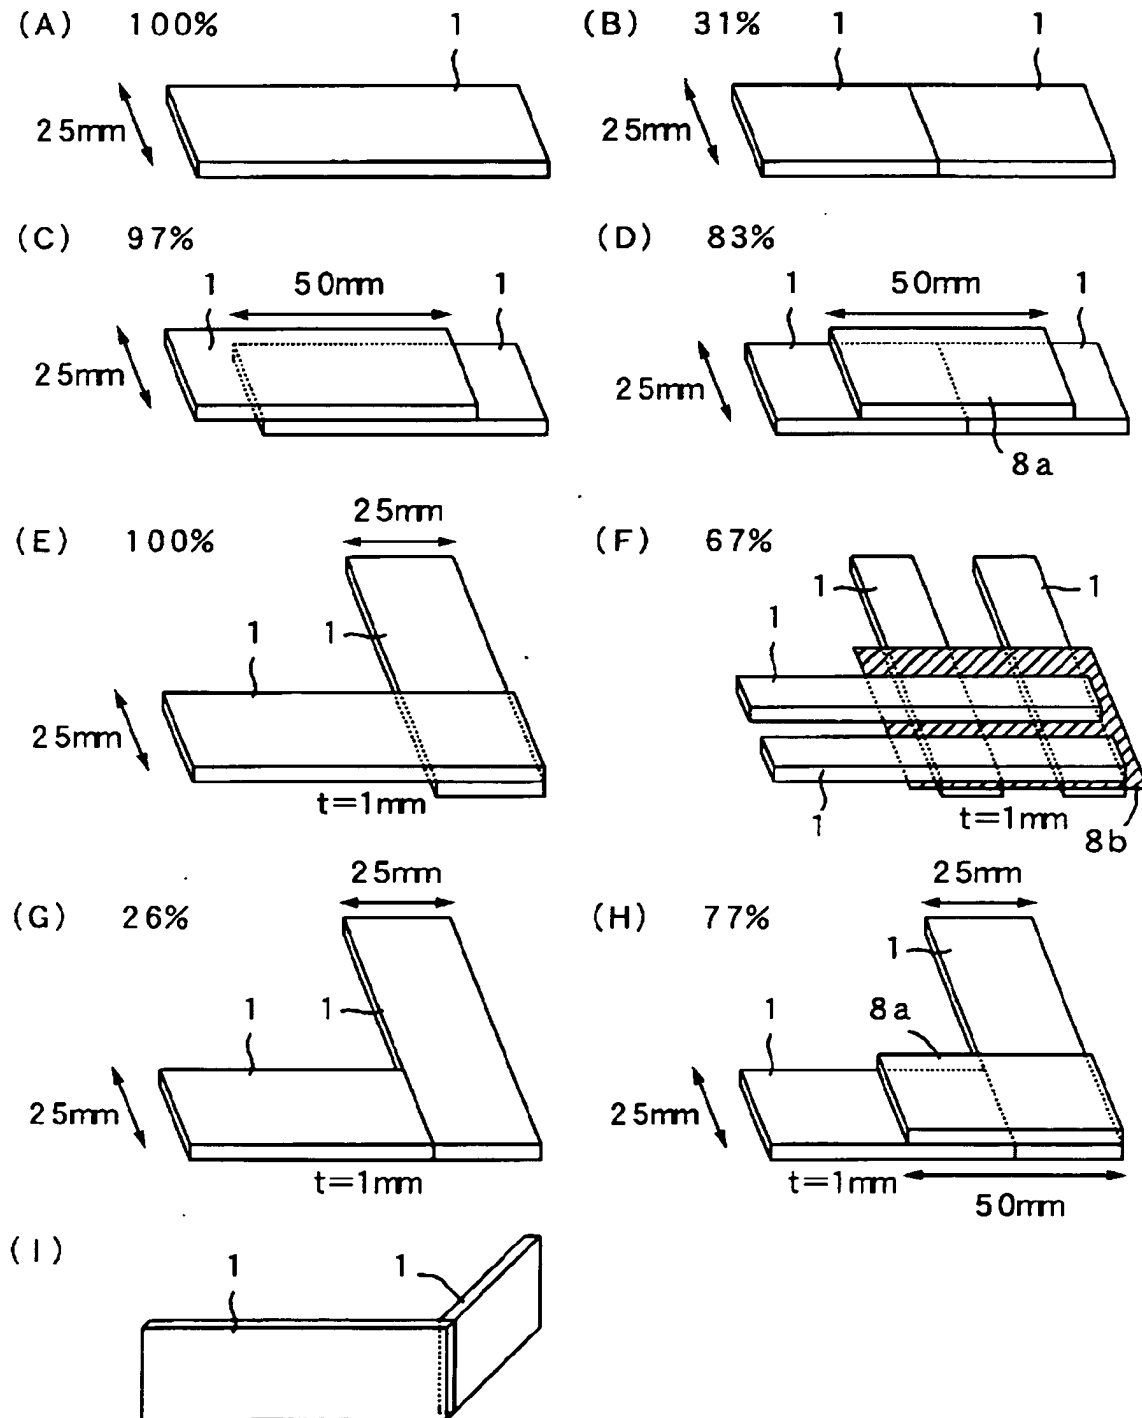 (A) 100% 1
25mm
(B) 31% 1 1
25mm
(C) 97%
1 50mm 1
25mm
(D) 83%
1 50mm 1
25mm
8a
(E) 100% 25mm
1 1
25mm
t=1mm
(F) 67%
1 1
1
1 t=1mm 8b
(G) 26% 25mm
1 1
25mm
t=1mm
(H) 77% 25mm
1
1 8a
25mm
t=1mm 50mm
(I)
1 1